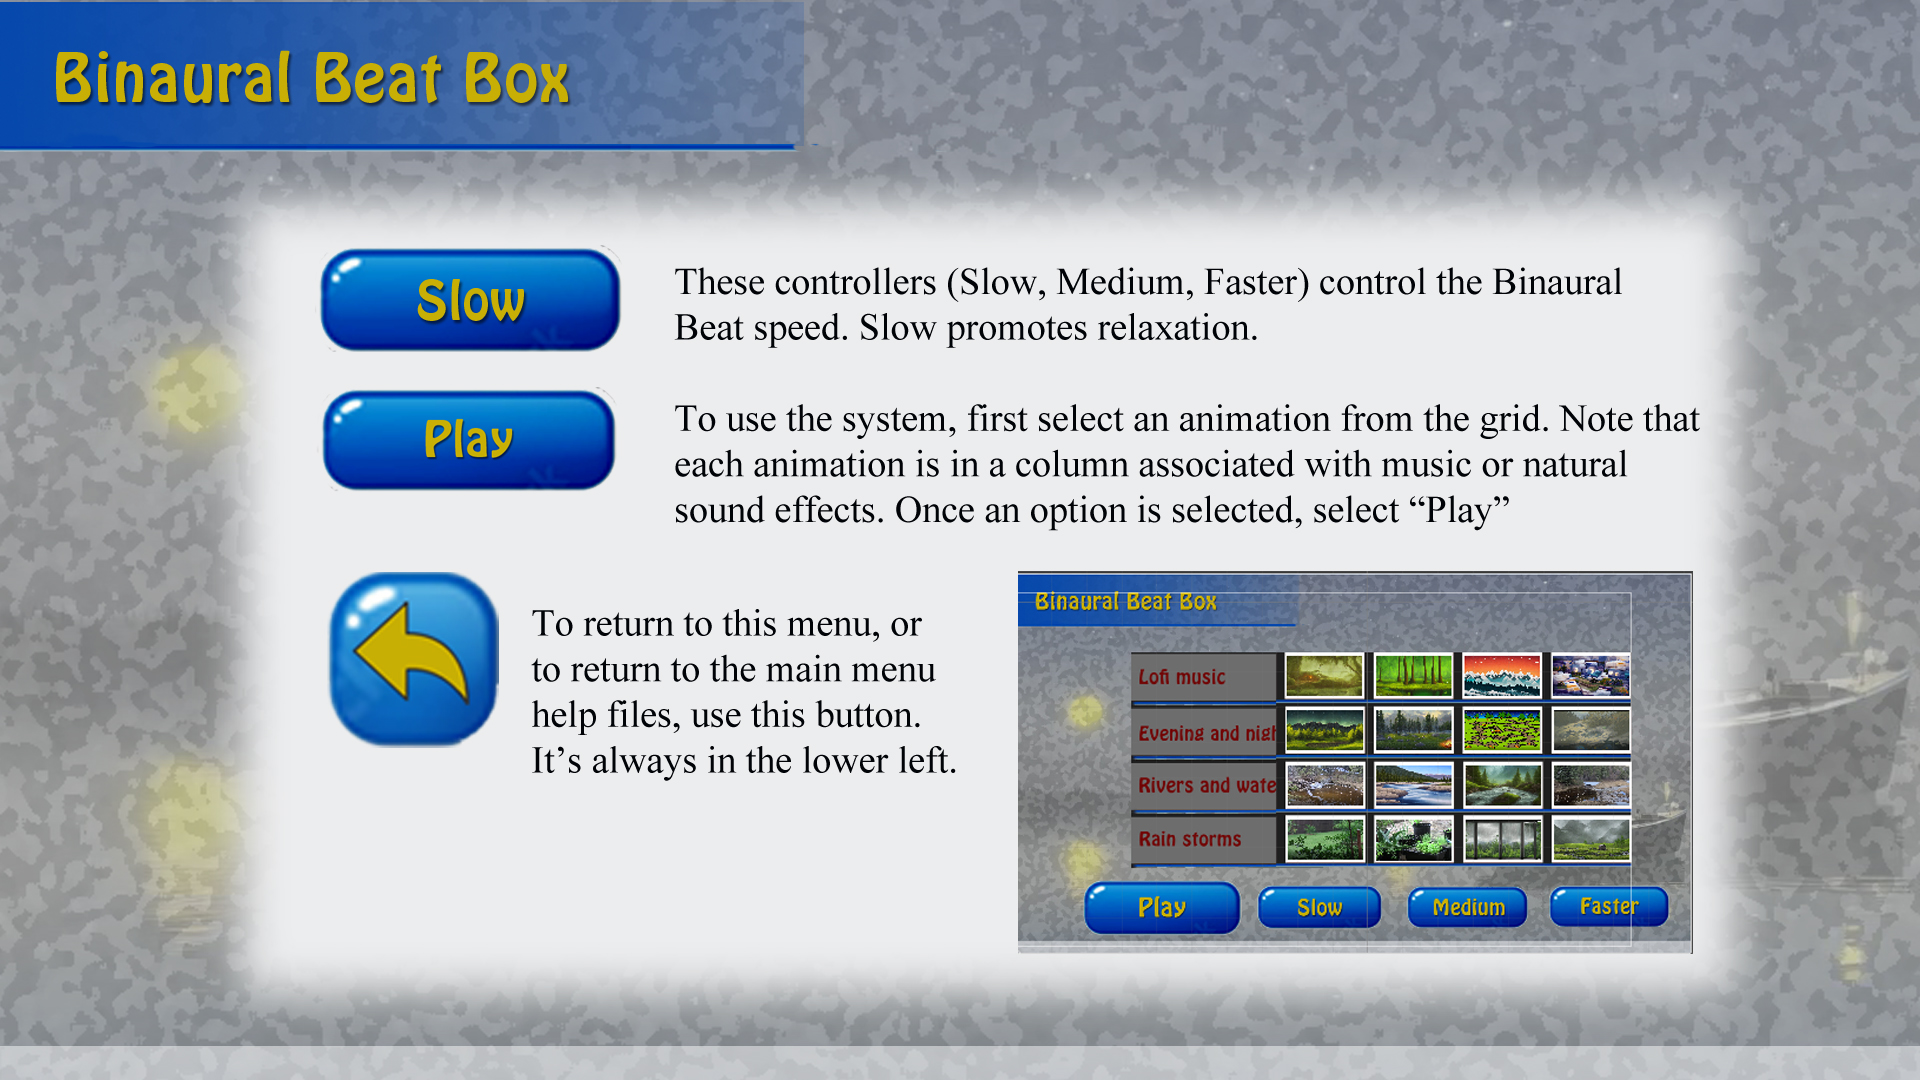 Binaural Beat Box
Slow
These controllers (Slow, Medium, Faster) control the Binaural
Beat speed. Slow promotes relaxation.
Play
To use the system, first select an animation from the grid. Note that
each animation is in a column associated with music or natural
sound effects. Once an option is selected, select “Play”
To return to this menu, or
to return to the main menu
help files, use this button.
It’s always in the lower left.
Binaural Beat Box
Lofi music
Evening and nigh
Rivers and wate
Rain storms
Play
Slow
Medium
Faster